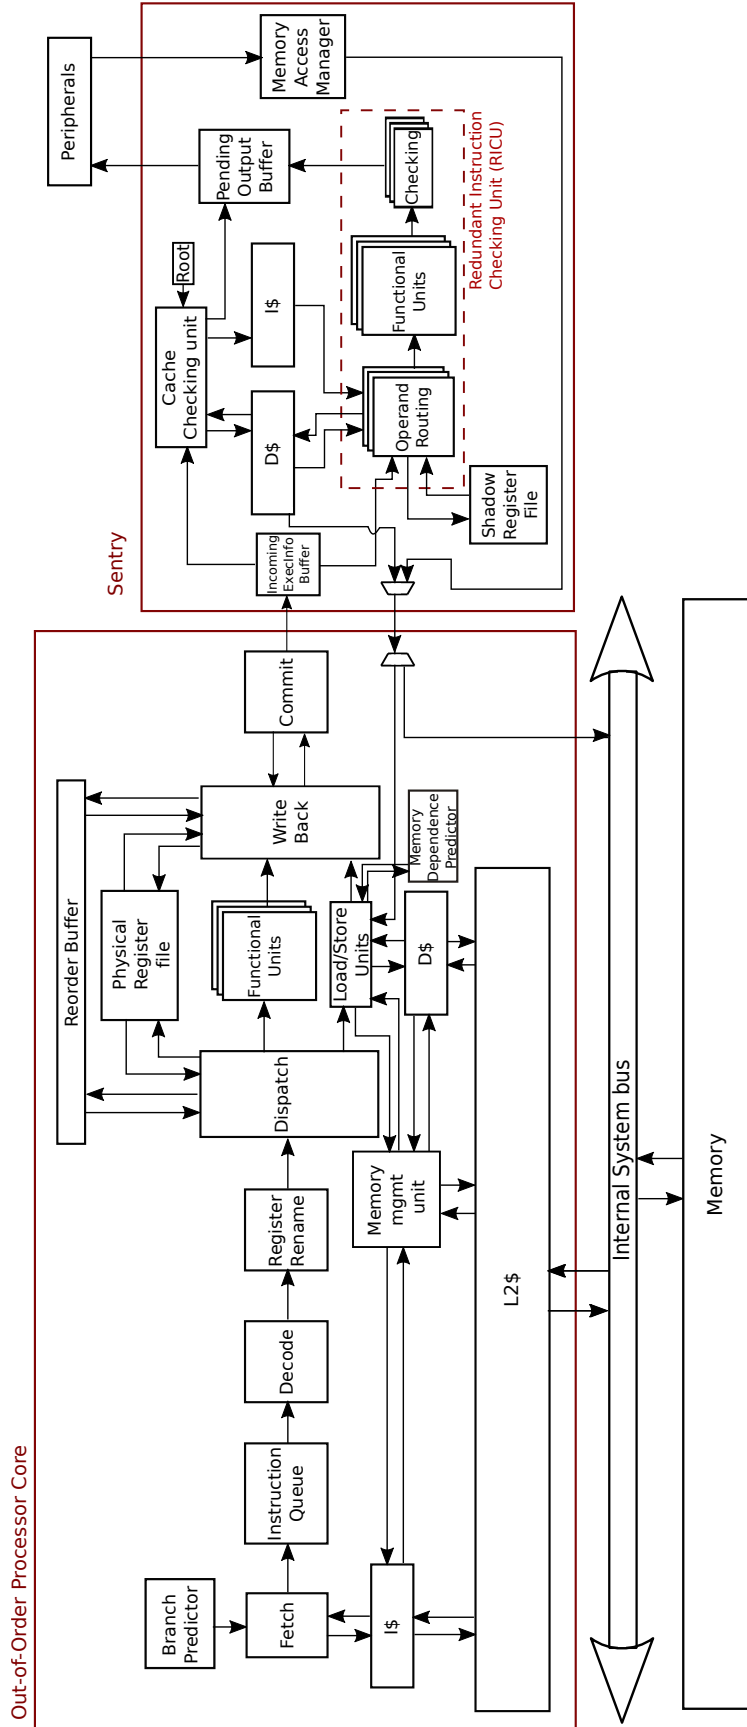 Out-of-Order Processor Core
Branch
Predictor
Fetch
I$
Instruction
Queue
Decode
Register
Rename
Memory
mgmt
unit
Dispatch
Reorder Buffer
Physical
Register
file
Functional
Units
Load/Store
Units
D$
Memory
Dependence
Predictor
Write
Back
Commit
L2$
Internal System bus
Memory
Sentry
Incoming
ExecInfo
Buffer
Shadow
Register
File
D$
I$
Cache
Checking unit
Root
Operand
Routing
Functional
Units
Checking
Redundant Instruction
Checking Unit (RICU)
Pending
Output
Buffer
Memory
Access
Manager
Peripherals